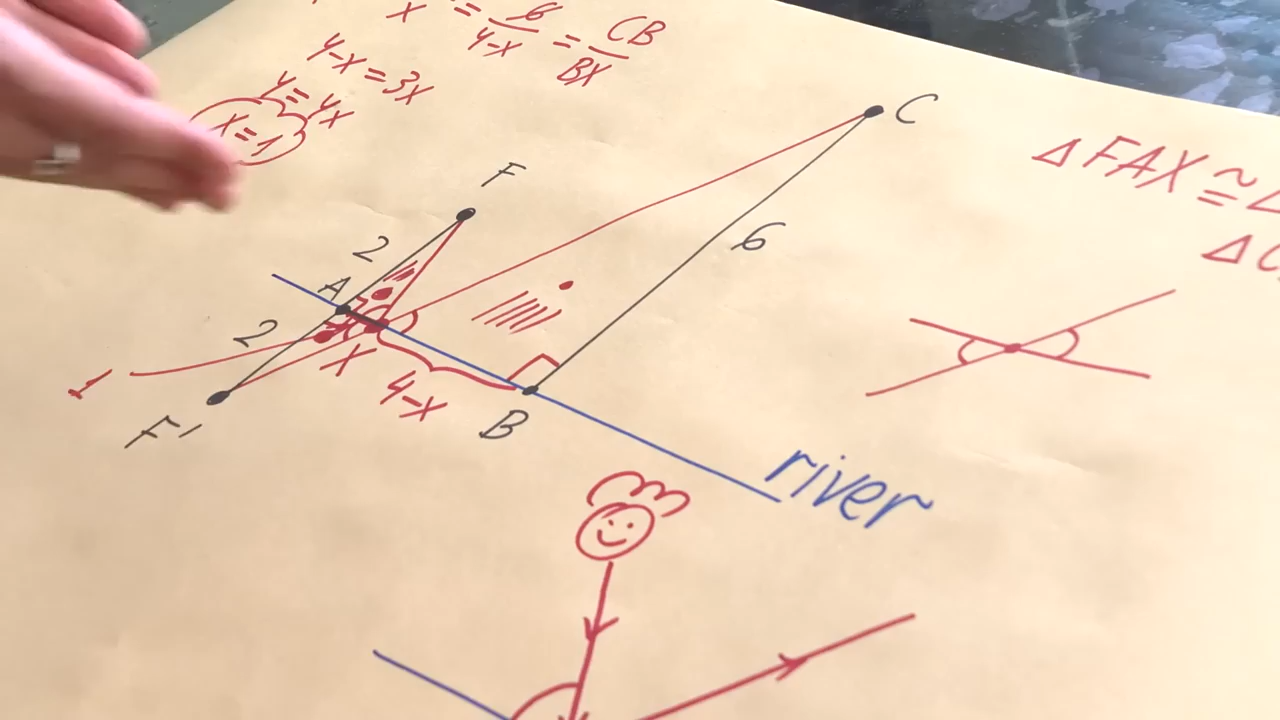 x = 6/4-x = CB/BX
4-x=3x
4=4x
x=1
C
F
ΔFAX ≅
2
6
A
2
x
1
4-x
F'
B
river